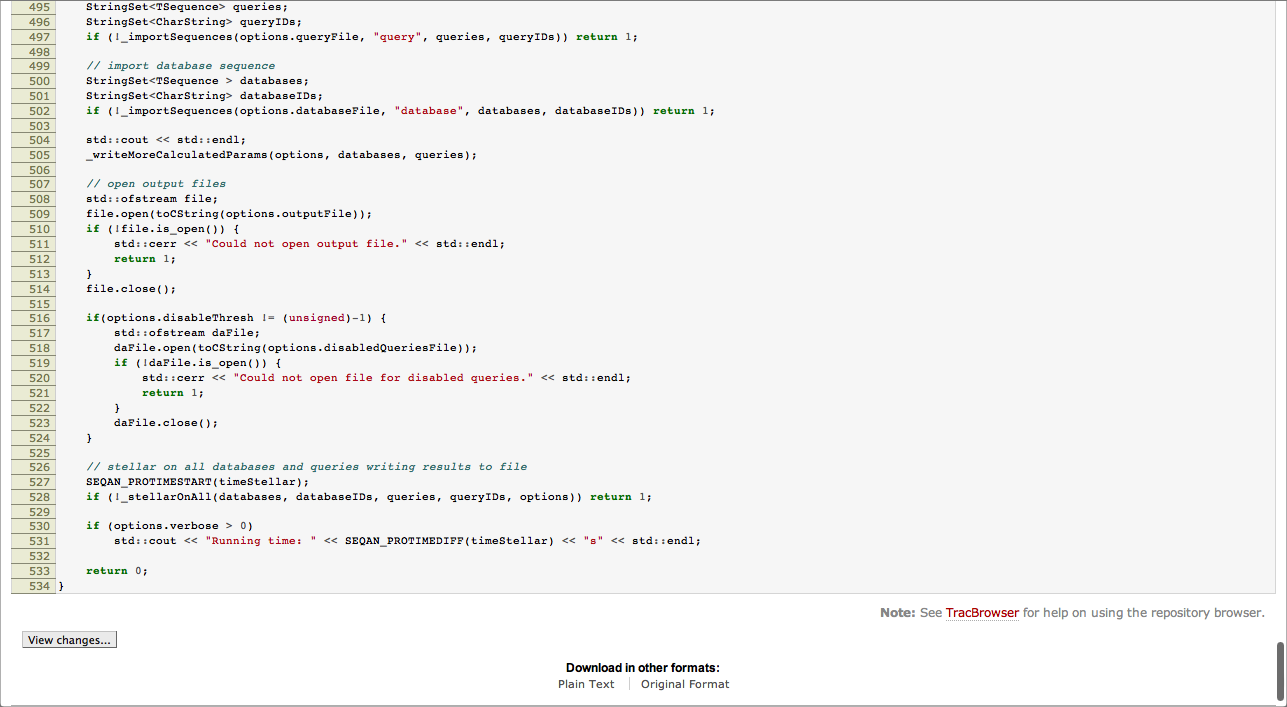 495     StringSet<TSequence> queries;
496     StringSet<CharString> queryIDs;
497     if (!_importSequences(options.queryFile, "query", queries, queryIDs)) return 1;
498
499     // import database sequence
500     StringSet<TSequence > databases;
501     StringSet<CharString> databaseIDs;
502     if (!_importSequences(options.databaseFile, "database", databases, databaseIDs)) return 1;
503
504     std::cout << std::endl;
505     _writeMoreCalculatedParams(options, databases, queries);
506
507     // open output files
508     std::ofstream file;
509     file.open(toCString(options.outputFile));
510     if (!file.is_open()) {
511         std::cerr << "Could not open output file." << std::endl;
512         return 1;
513     }
514     file.close();
515
516     if(options.disableThresh != (unsigned)-1) {
517         std::ofstream daFile;
518         daFile.open(toCString(options.disabledQueriesFile));
519         if (!daFile.is_open()) {
520             std::cerr << "Could not open file for disabled queries." << std::endl;
521             return 1;
522         }
523         daFile.close();
524     }
525
526     // stellar on all databases and queries writing results to file
527     SEQAN_PROTIMESTART(timeStellar);
528     if (!_stellarOnAll(databases, databaseIDs, queries, queryIDs, options)) return 1;
529
530     if (options.verbose > 0)
531         std::cout << "Running time: " << SEQAN_PROTIMEDIFF(timeStellar) << "s" << std::endl;
532
533     return 0;
534 }
Note: See TracBrowser for help on using the repository browser.
View changes...
Download in other formats:
Plain Text
Original Format